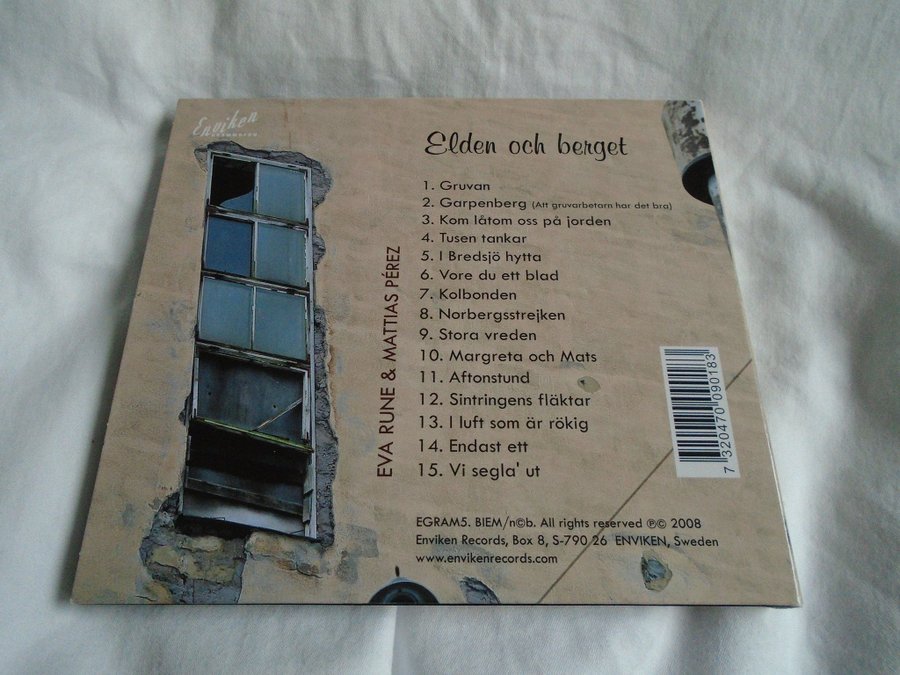 Enviken
Elden och berget
1. Gruvan
2. Garpenberg (Att gruvarbetarn har det bra)
3. Kom låtom oss på jorden
4. Tusen tankar
5. I Bredsjö hytta
6. Vore du ett blad
7. Kolbonden
8. Norbergsstrejken
9. Stora vreden
10. Margreta och Mats
11. Aftonstund
12. Sintringens fläktar
13. I luft som är rökig
14. Endast ett
15. Vi segla' ut
EVA RUNE & MATTIAS PÉREZ
7 320470 090183
EGRAM5. BIEM/n©b. All rights reserved ℗© 2008
Enviken Records, Box 8, S-790 26 ENVIKEN, Sweden
www.envikenrecords.com